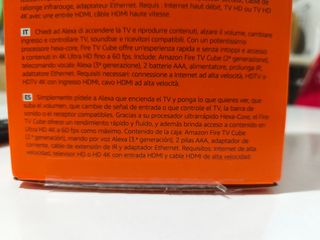 longe infrarouge, adaptateur Ethernet. Requis : Internet haut débit, TV HD ou TV HD
4K avec une entrée HDMI, câble HDMI haute vitesse.
IT Chiedi ad Alexa di accendere la TV e riprodurre contenuti, alzare il volume, cambiare
ingresso e controllare TV, soundbar e ricevitori compatibili. Con un potentissimo
processore hexa-core, Fire TV Cube offre un'esperienza rapida e senza intoppi e accesso
a contenuti in 4K Ultra HD fino a 60 fps. Include: Amazon Fire TV Cube (2ª generazione),
telecomando vocale Alexa (3ª generazione), 2 batterie AAA, alimentatore, prolunga IR,
adattatore Ethernet. Requisiti necessari: connessione a Internet ad alta velocità, HDTV o
HDTV 4K con ingresso HDMI, cavo HDMI ad alta velocità.
ES Simplemente pídele a Alexa que encienda el TV y ponga lo que quieres ver, que
suba el volumen, que cambie de señal de entrada o que controle el TV, la barra de
sonido o el receptor compatibles. Gracias a su procesador ultrarrápido Hexa-Core, el Fire
TV Cube ofrece un rendimiento rápido y fluido, y además brinda acceso a contenido en
Ultra HD 4K a 60 fps como máximo. Contenido de la caja: Amazon Fire TV Cube
(2.ª generación), mando por voz Alexa (3.ª generación), 2 pilas AAA, adaptador de
corriente, cable de extensión de IR y adaptador Ethernet. Requisitos: internet de alta
velocidad, televisor HD o HD 4K con entrada HDMI y cable HDMI de alta velocidad.